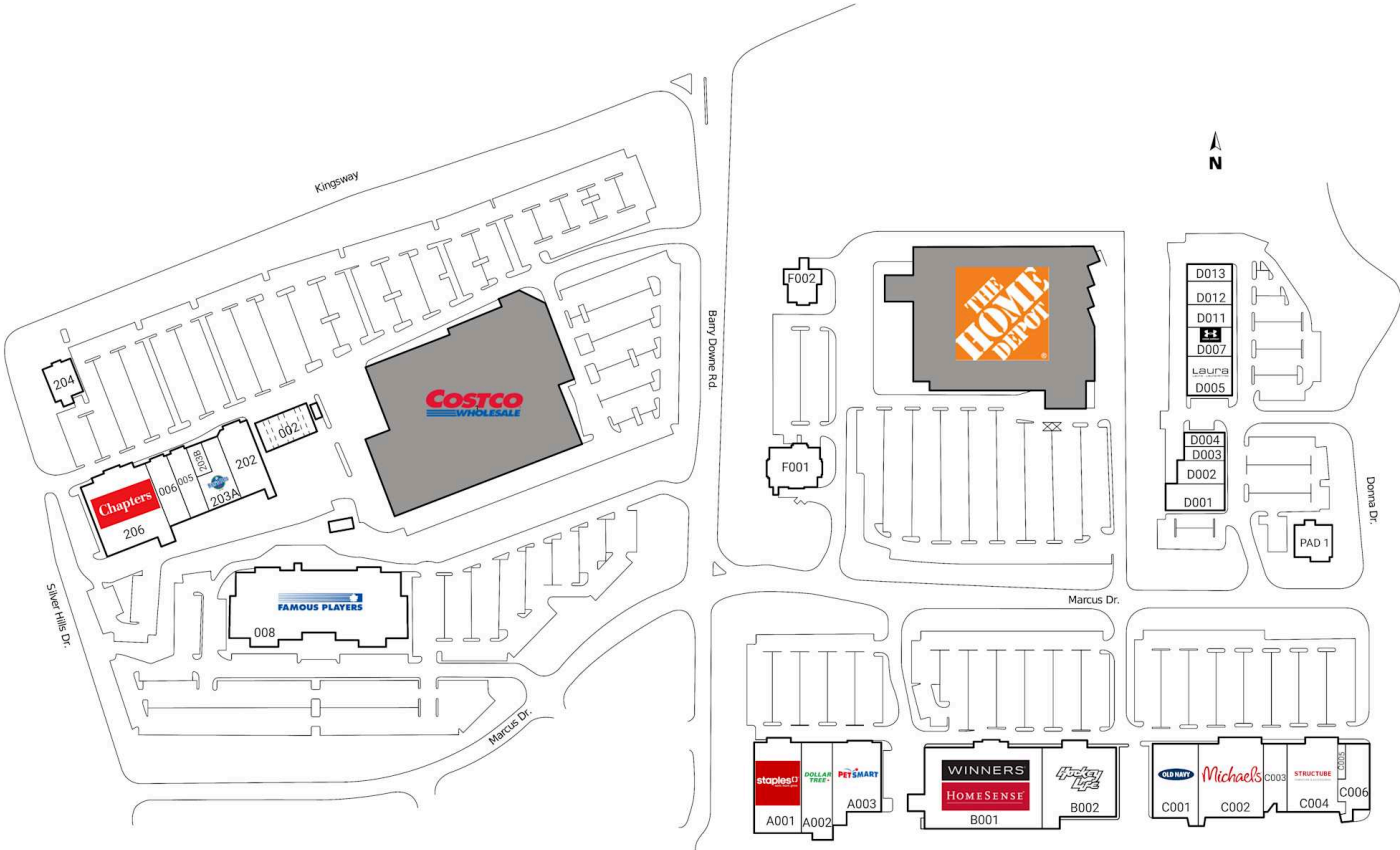 Kingsway
N
204
002
COSTCO
WHOLESALE
Chapters
206
006
005
203B
203A
202
FAMOUS PLAYERS
008
Silver Hills Dr.
Marcus Dr.
Barry Downe Rd.
F002
F001
THE
HOME
DEPOT
D013
D012
D011
D007
LAURA
D005
D004
D003
D002
D001
PAD 1
Donna Dr.
Marcus Dr.
staples
A001
DOLLAR
TREE
A002
PETSMART
A003
WINNERS
HOMESENSE
B001
Hockey
Life
B002
OLD NAVY
C001
Michaels
C002
C003
STRUCTUBE
C004
C005
C006